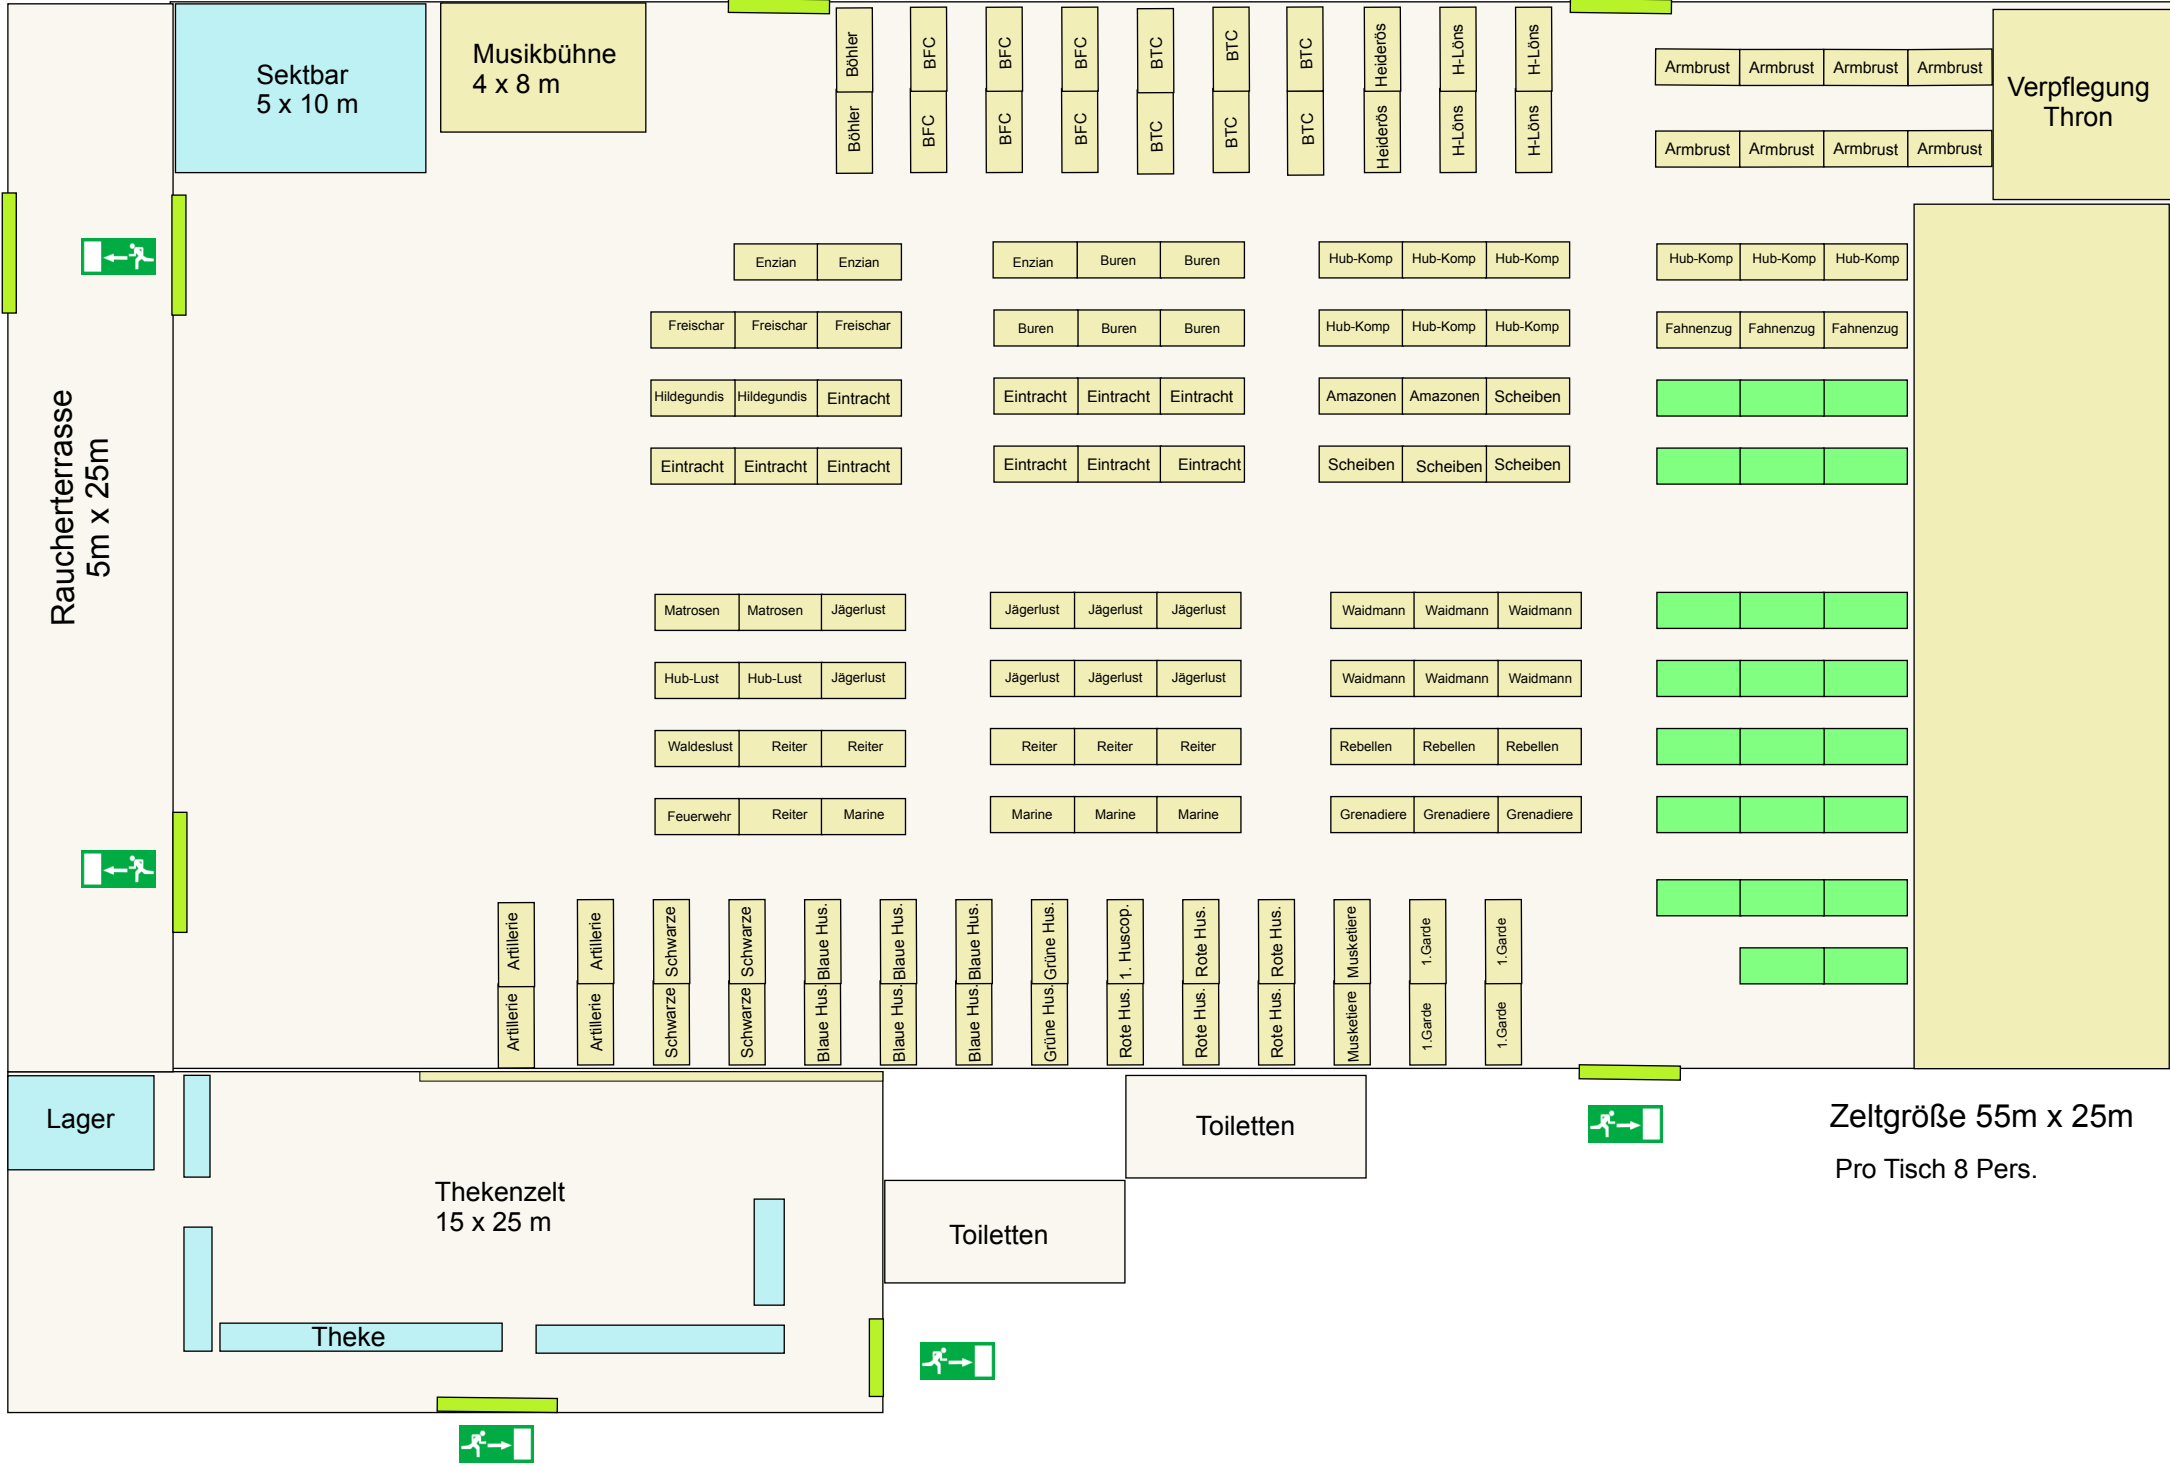 Sektbar
5 x 10 m
Musikbühne
4 x 8 m
Böhler BFC BFC BFC BTC BTC BTC Heiderös H-Löns H-Löns
Böhler BFC BFC BFC BTC BTC BTC Heiderös H-Löns H-Löns
Armbrust Armbrust Armbrust Armbrust
Armbrust Armbrust Armbrust Armbrust
Verpflegung
Thron
Raucherterrasse
5m x 25m
Enzian Enzian Enzian Buren Buren Hub-Komp Hub-Komp Hub-Komp Hub-Komp Hub-Komp Hub-Komp
Freischar Freischar Freischar Buren Buren Buren Hub-Komp Hub-Komp Hub-Komp Fahnenzug Fahnenzug Fahnenzug
Hildegundis Hildegundis Eintracht Eintracht Eintracht Eintracht Amazonen Amazonen Scheiben
Eintracht Eintracht Eintracht Eintracht Eintracht Eintracht Scheiben Scheiben Scheiben
Matrosen Matrosen Jägerlust Jägerlust Jägerlust Jägerlust Waidmann Waidmann Waidmann
Hub-Lust Hub-Lust Jägerlust Jägerlust Jägerlust Jägerlust Waidmann Waidmann Waidmann
Waldeslust Reiter Reiter Reiter Reiter Reiter Rebellen Rebellen Rebellen
Feuerwehr Reiter Marine Marine Marine Marine Grenadiere Grenadiere Grenadiere
Artillerie Artillerie Schwarze Schwarze Blaue Hus. Blaue Hus. Blaue Hus. Grüne Hus. 1. Huscop. Rote Hus. Rote Hus. Musketiere 1.Garde 1.Garde
Artillerie Artillerie Schwarze Schwarze Blaue Hus. Blaue Hus. Blaue Hus. Grüne Hus. Rote Hus. Rote Hus. Rote Hus. Musketiere 1.Garde 1.Garde
Lager
Thekenzelt
15 x 25 m
Theke
Toiletten
Toiletten
Zeltgröße 55m x 25m
Pro Tisch 8 Pers.